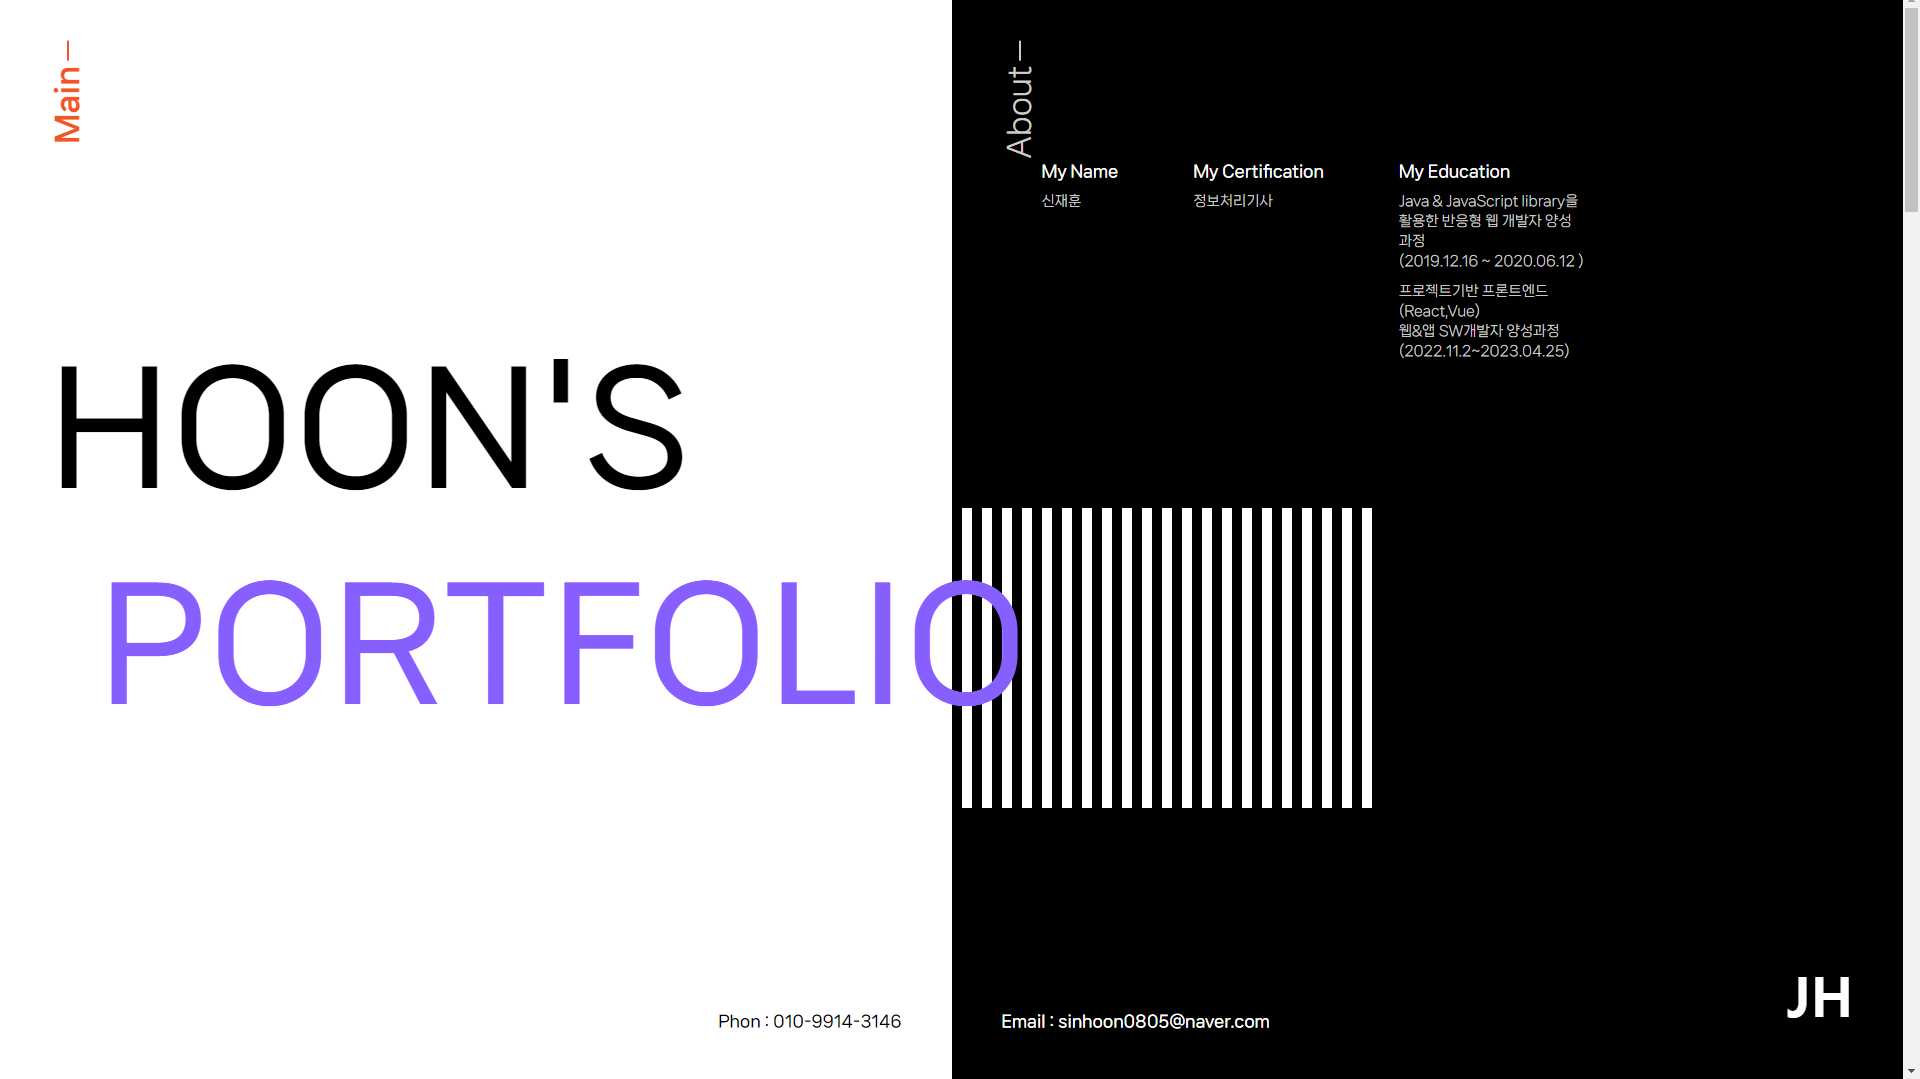 Main
HOON'S
PORTFOLIO
Phon : 010-9914-3146
About
My Name
신재훈
My Certification
정보처리기사
My Education
Java & JavaScript library을
활용한 반응형 웹 개발자 양성
과정
(2019.12.16 ~ 2020.06.12 )
프로젝트기반 프론트엔드
(React,Vue)
웹&앱 SW개발자 양성과정
(2022.11.2~2023.04.25)
Email : sinhoon0805@naver.com
JH